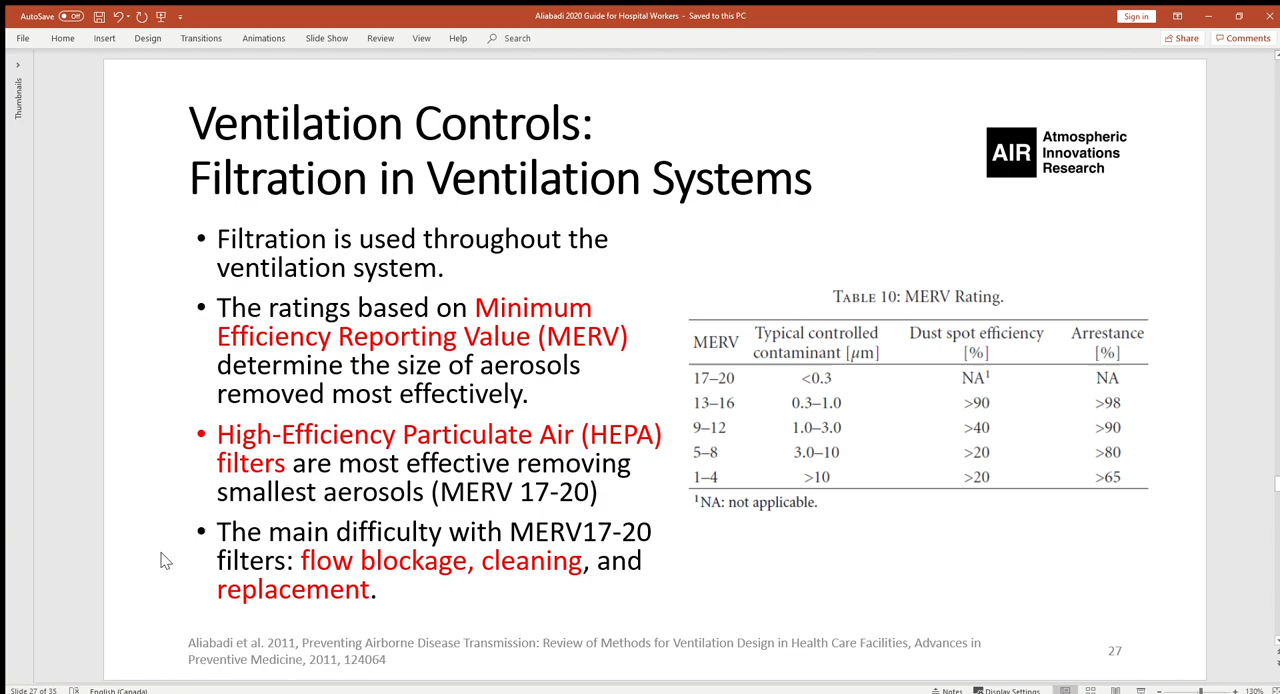 AutoSave Off
Aliabadi 2020 Guide for Hospital Workers - Saved to this PC
Sign in
File Home Insert Design Transitions Animations Slide Show Review View Help Search
Share Comments
Thumbnails
Ventilation Controls:
Filtration in Ventilation Systems
AIR
Atmospheric
Innovations
Research
• Filtration is used throughout the
ventilation system.
• The ratings based on Minimum
Efficiency Reporting Value (MERV)
determine the size of aerosols
removed most effectively.
• High-Efficiency Particulate Air (HEPA)
filters are most effective removing
smallest aerosols (MERV 17-20)
• The main difficulty with MERV17-20
filters: flow blockage, cleaning, and
replacement.
TABLE 10: MERV Rating.
MERV Typical controlled contaminant [μm] Dust spot efficiency [%] Arrestance [%]
17–20 <0.3 NA¹ NA
13–16 0.3–1.0 >90 >98
9–12 1.0–3.0 >40 >90
5–8 3.0–10 >20 >80
1–4 >10 >20 >65
¹NA: not applicable.
Aliabadi et al. 2011, Preventing Airborne Disease Transmission: Review of Methods for Ventilation Design in Health Care Facilities, Advances in
Preventive Medicine, 2011, 124064
27
Slide 27 of 35 English (Canada) Notes Display Settings 130%